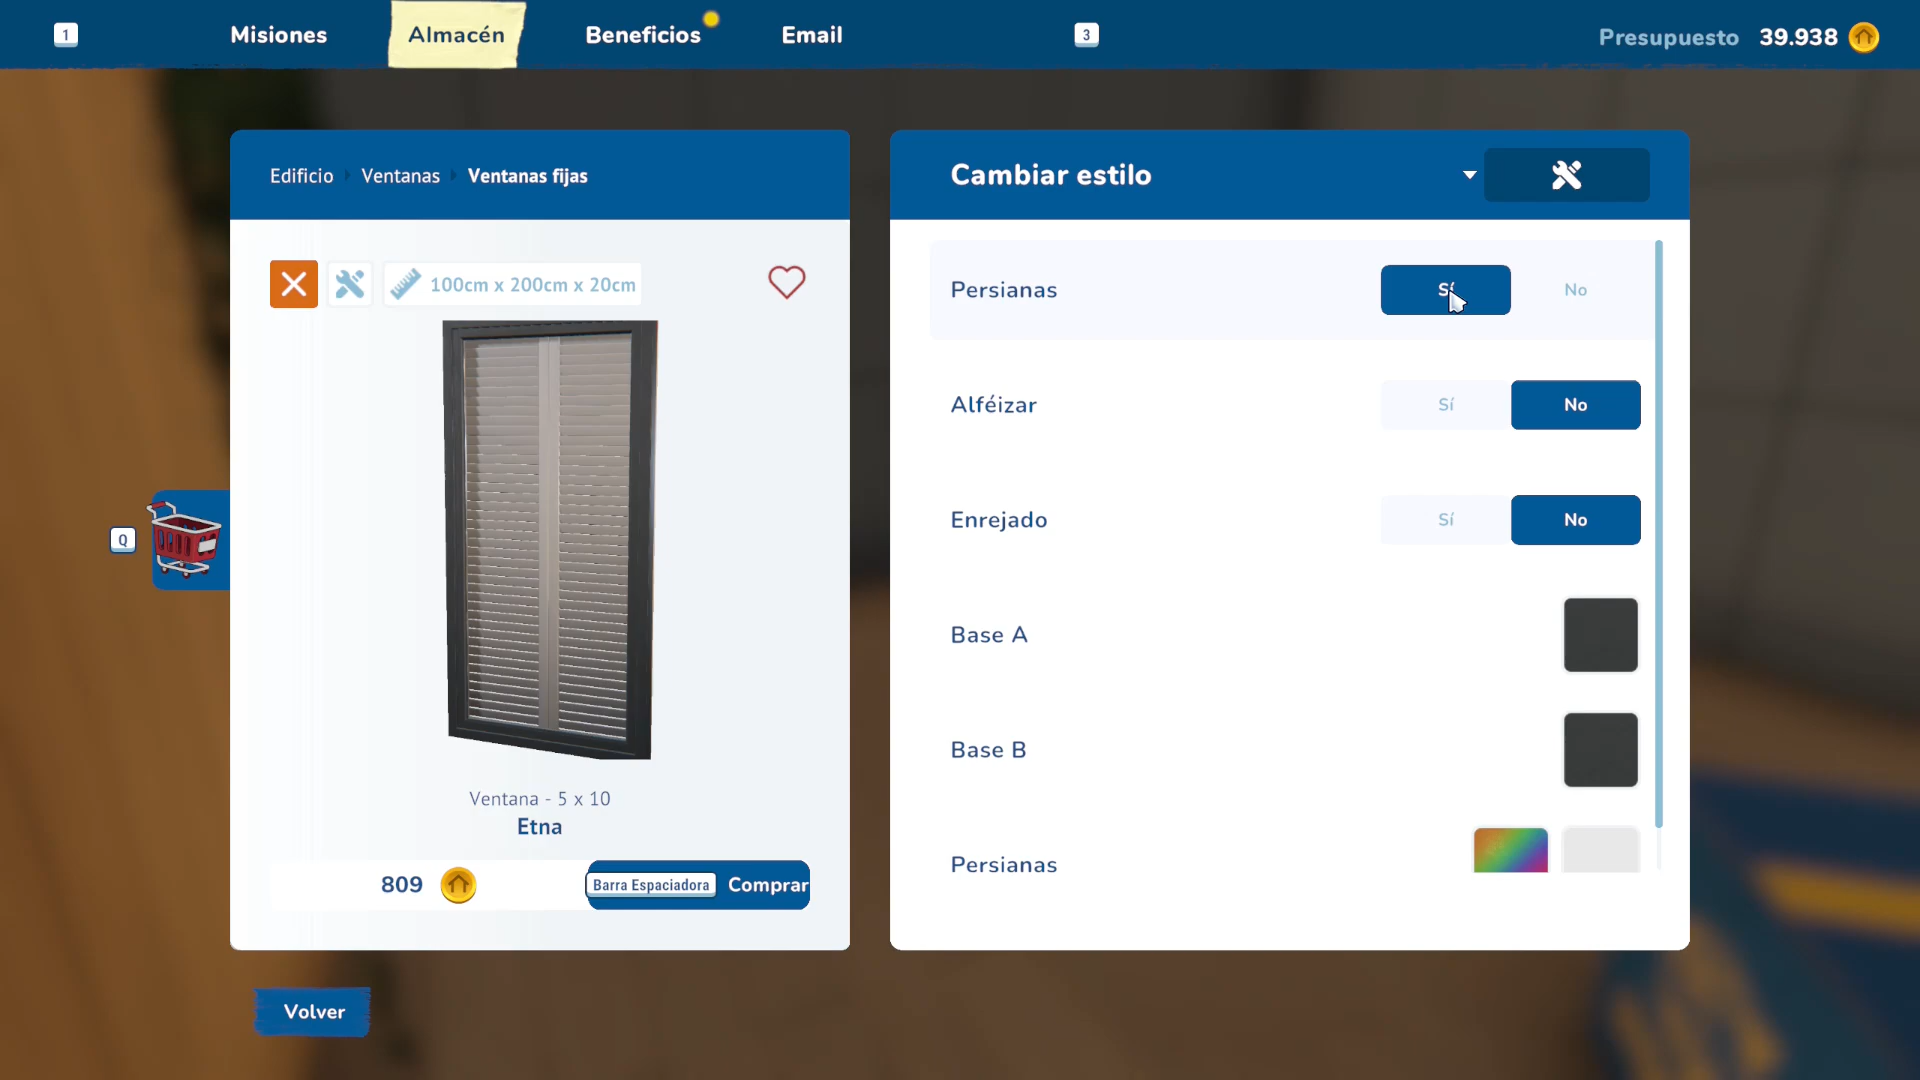 1
Misiones
Almacén
Beneficios
Email
3
Presupuesto 39.938
Edificio Ventanas Ventanas fijas
100cm x 200cm x 20cm
Ventana - 5 x 10
Etna
809
Barra Espaciadora Comprar
Q
Volver
Cambiar estilo
Persianas Sí No
Alféizar Sí No
Enrejado Sí No
Base A
Base B
Persianas